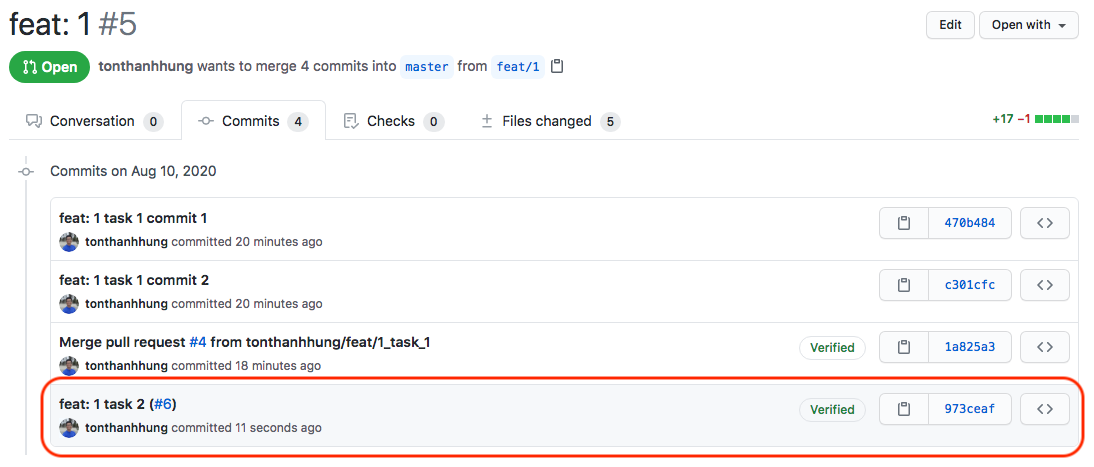 feat: 1 #5
Edit
Open with
Open
tonthanhhung wants to merge 4 commits into master from feat/1
Conversation 0
Commits 4
Checks 0
Files changed 5
+17 −1
Commits on Aug 10, 2020
feat: 1 task 1 commit 1
tonthanhhung committed 20 minutes ago
470b484
feat: 1 task 1 commit 2
tonthanhhung committed 20 minutes ago
c301cfc
Merge pull request #4 from tonthanhhung/feat/1_task_1
tonthanhhung committed 18 minutes ago
Verified
1a825a3
feat: 1 task 2 (#6)
tonthanhhung committed 11 seconds ago
Verified
973ceaf